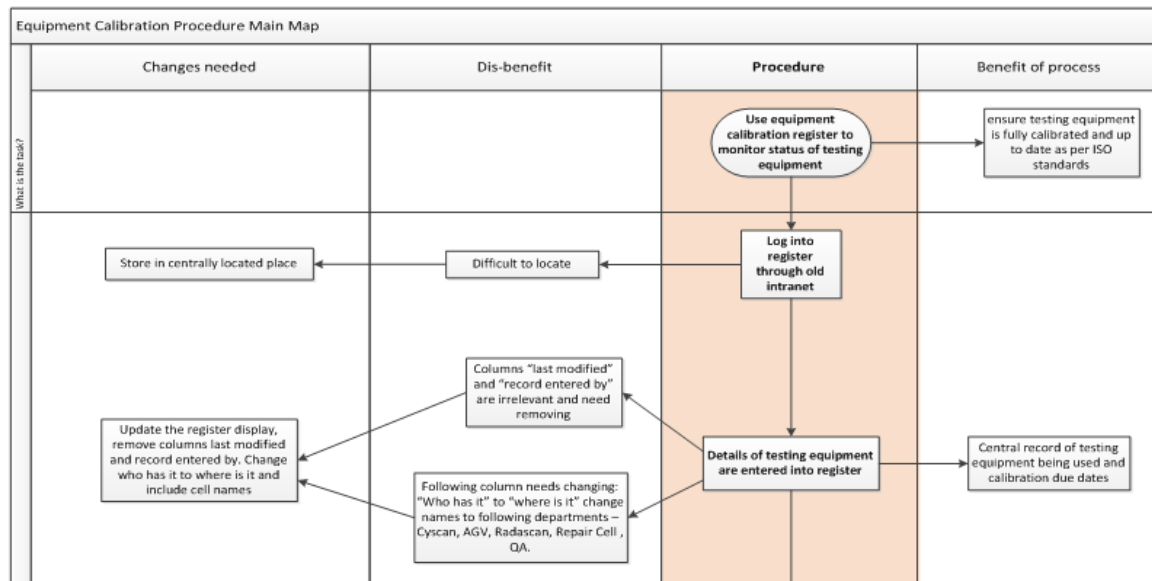 Equipment Calibration Procedure Main Map
Changes needed
Dis-benefit
Procedure
Benefit of process
What is the task?
Use equipment
calibration register to
monitor status of testing
equipment
ensure testing equipment
is fully calibrated and up
to date as per ISO
standards
Store in centrally located place
Difficult to locate
Log into
register
through old
intranet
Columns “last modified”
and “record entered by”
are irrelevant and need
removing
Update the register display,
remove columns last modified
and record entered by. Change
who has it to where is it and
include cell names
Details of testing equipment
are entered into register
Central record of testing
equipment being used and
calibration due dates
Following column needs changing:
“Who has it” to “where is it” change
names to following departments –
Cyscan, AGV, Radascan, Repair Cell ,
QA.